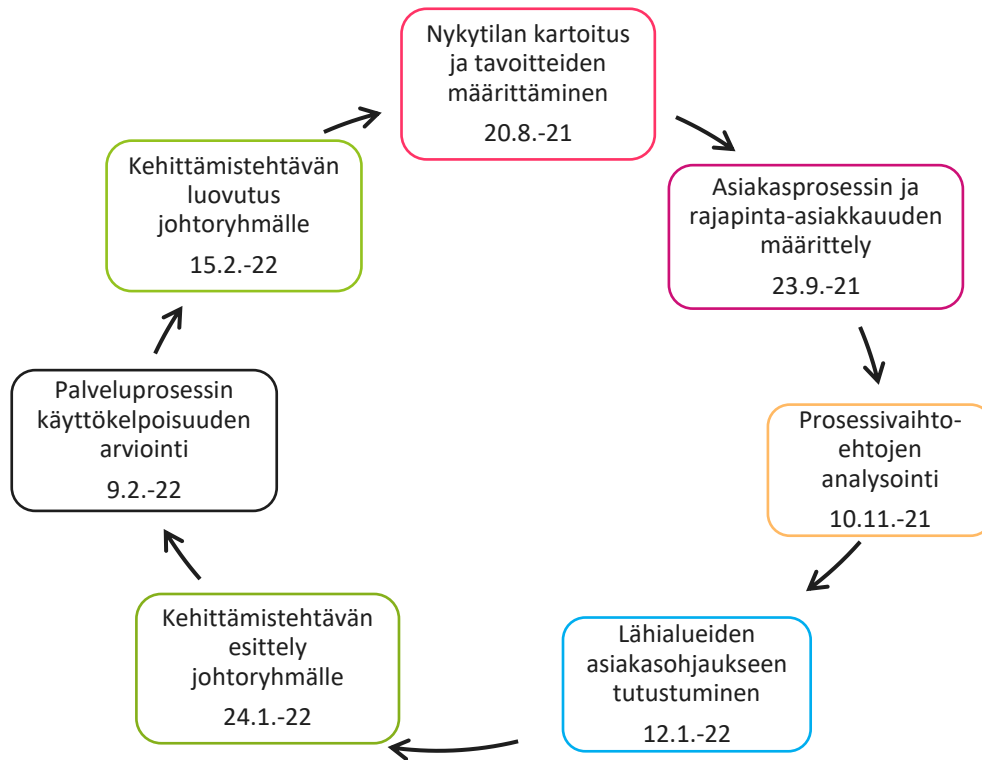 Nykytilan kartoitus
ja tavoitteiden
määrittäminen
20.8.-21
Asiakasprosessin ja
rajapinta-asiakkauuden
määrittely
23.9.-21
Prosessivaihto-
ehtojen
analysointi
10.11.-21
Lähialueiden
asiakasohjaukseen
tutustuminen
12.1.-22
Kehittämistehtävän
esittely
johtoryhmälle
24.1.-22
Palveluprosessin
käyttökelpoisuuden
arviointi
9.2.-22
Kehittämistehtävän
luovutus
johtoryhmälle
15.2.-22